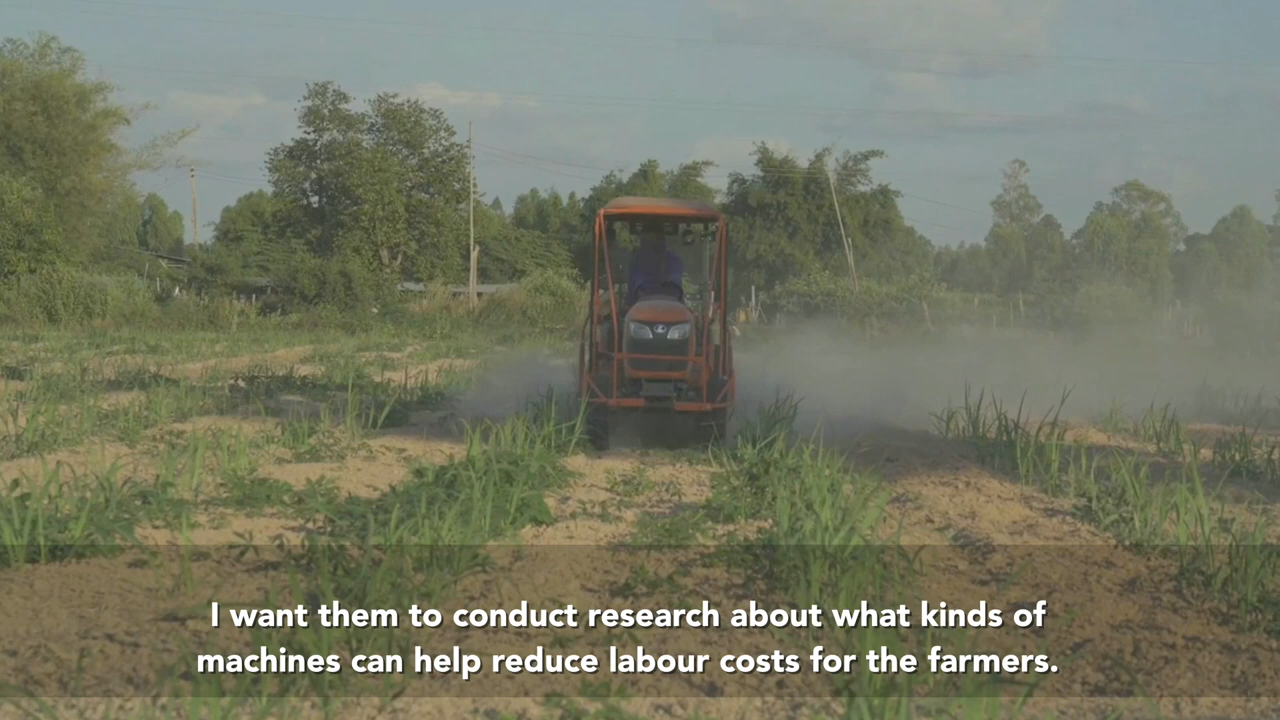 I want them to conduct research about what kinds of
machines can help reduce labour costs for the farmers.